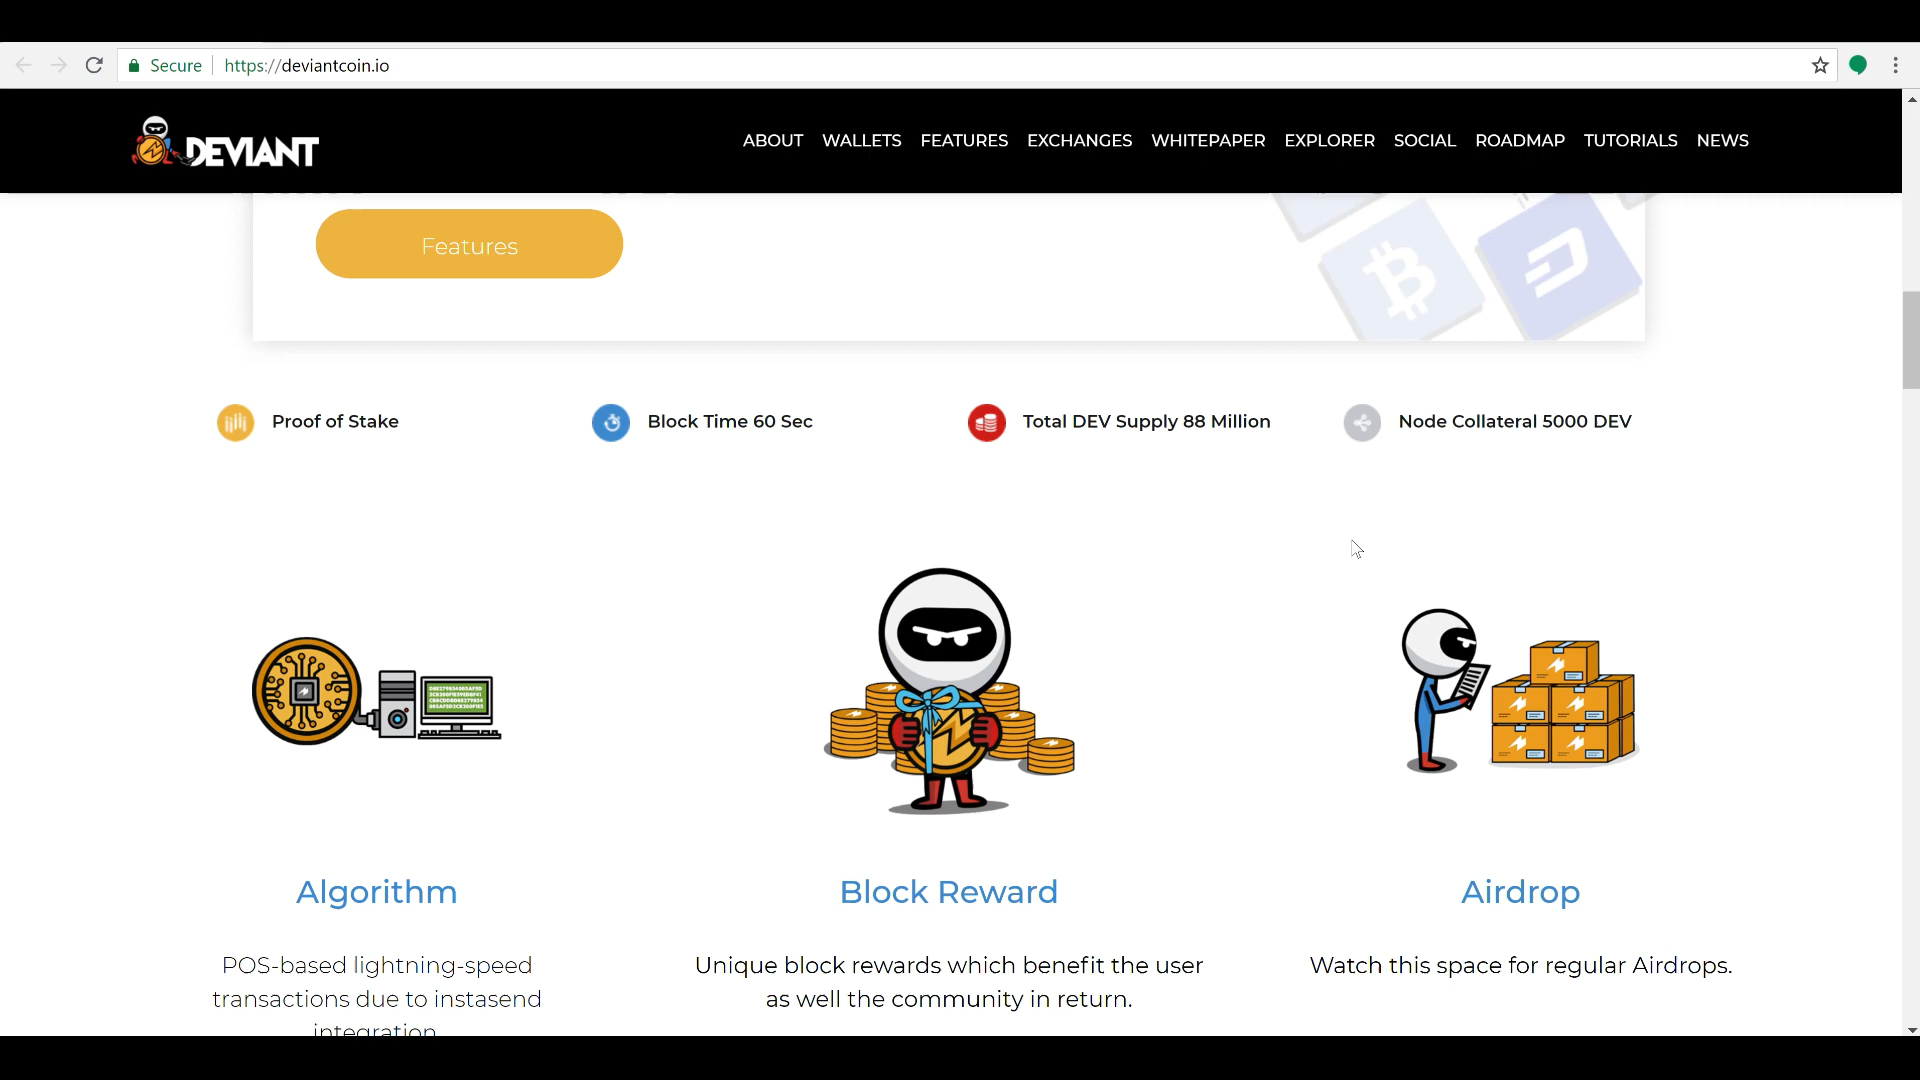 Secure | https://deviantcoin.io
DEVIANT
ABOUT WALLETS FEATURES EXCHANGES WHITEPAPER EXPLORER SOCIAL ROADMAP TUTORIALS NEWS
Features
Proof of Stake
Block Time 60 Sec
Total DEV Supply 88 Million
Node Collateral 5000 DEV
Algorithm
POS-based lightning-speed
transactions due to instasend
integration
Block Reward
Unique block rewards which benefit the user
as well the community in return.
Airdrop
Watch this space for regular Airdrops.